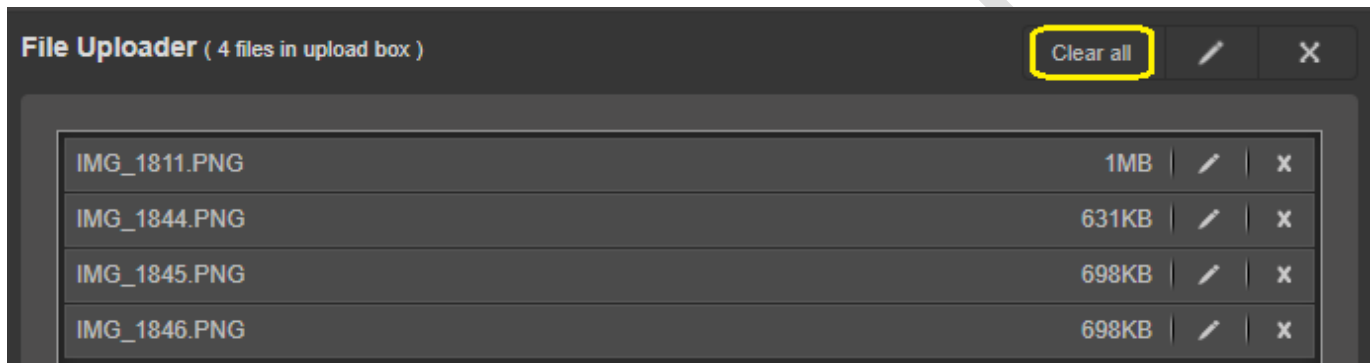 File Uploader ( 4 files in upload box ) Clear all
IMG_1811.PNG 1MB
IMG_1844.PNG 631KB
IMG_1845.PNG 698KB
IMG_1846.PNG 698KB